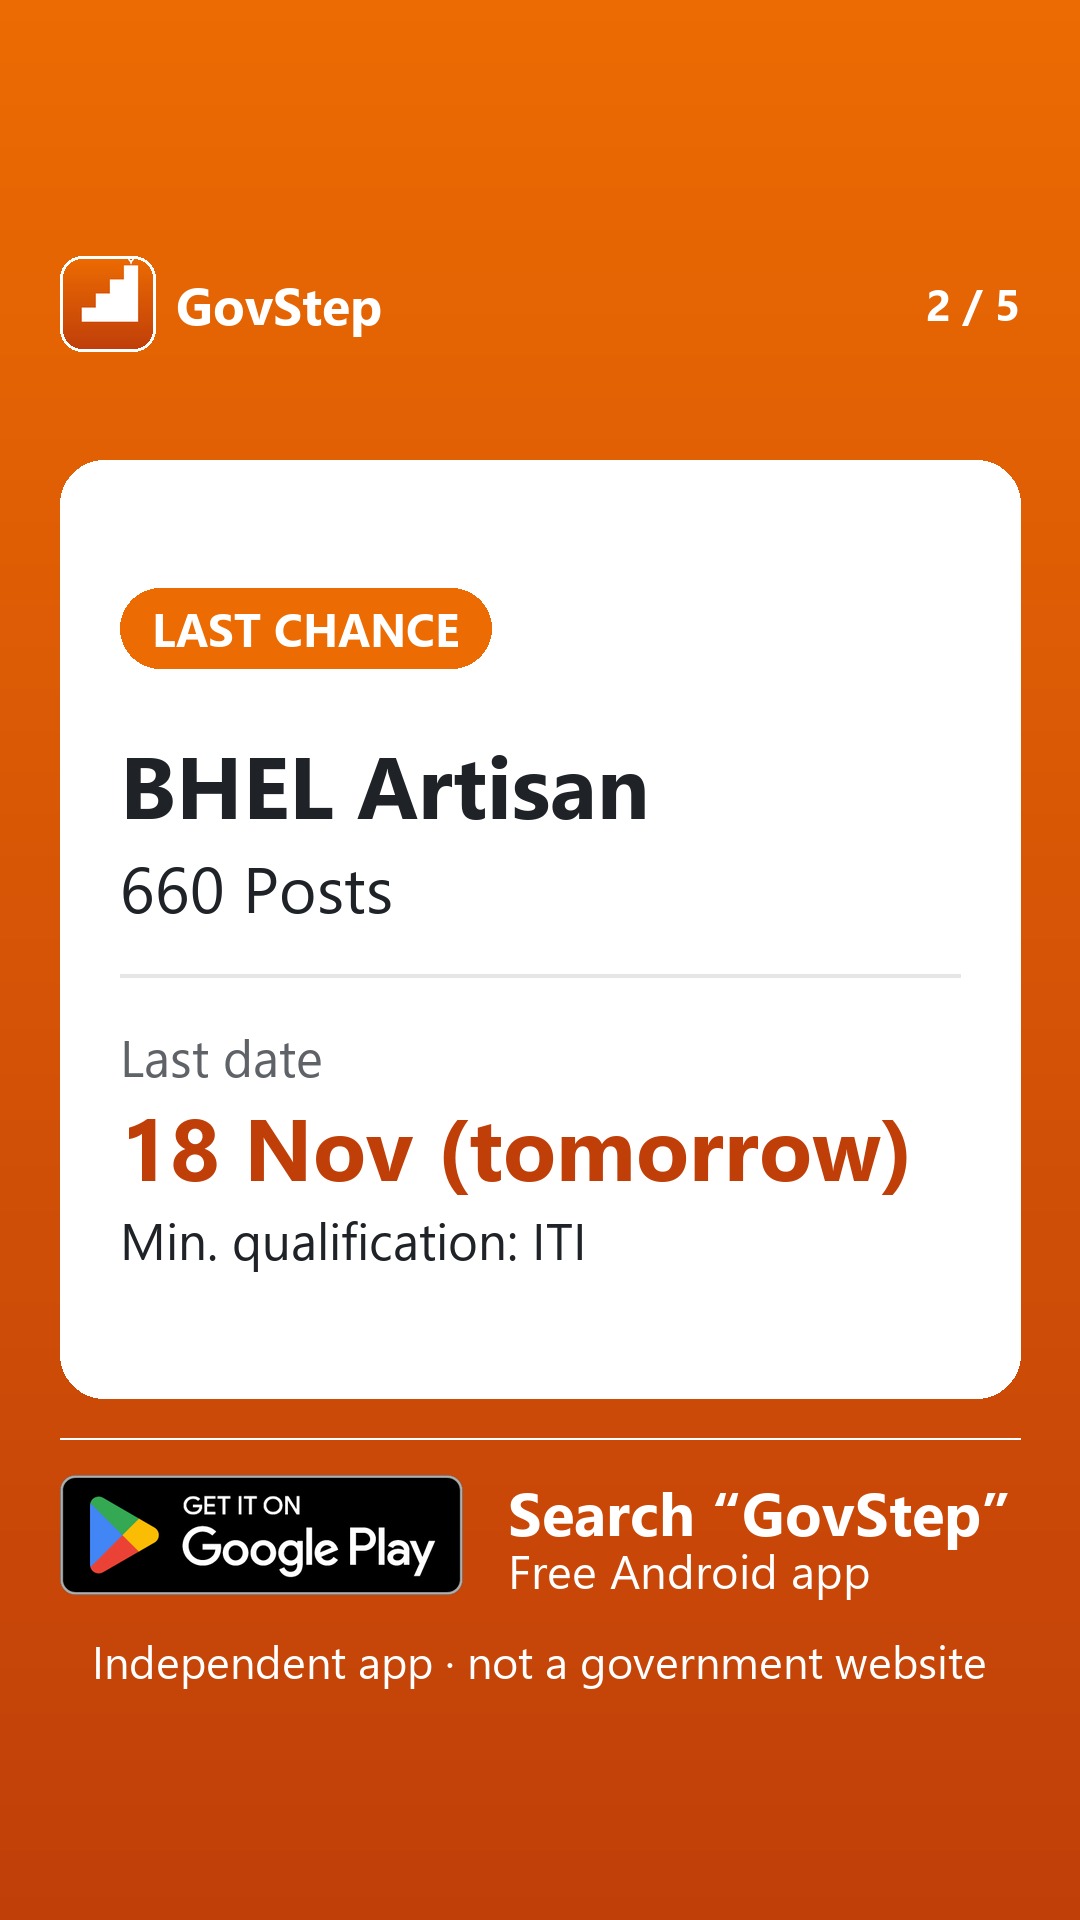 GovStep
2 / 5
LAST CHANCE
BHEL Artisan
660 Posts
Last date
18 Nov (tomorrow)
Min. qualification: ITI
GET IT ON
Google Play
Search “GovStep”
Free Android app
Independent app · not a government website